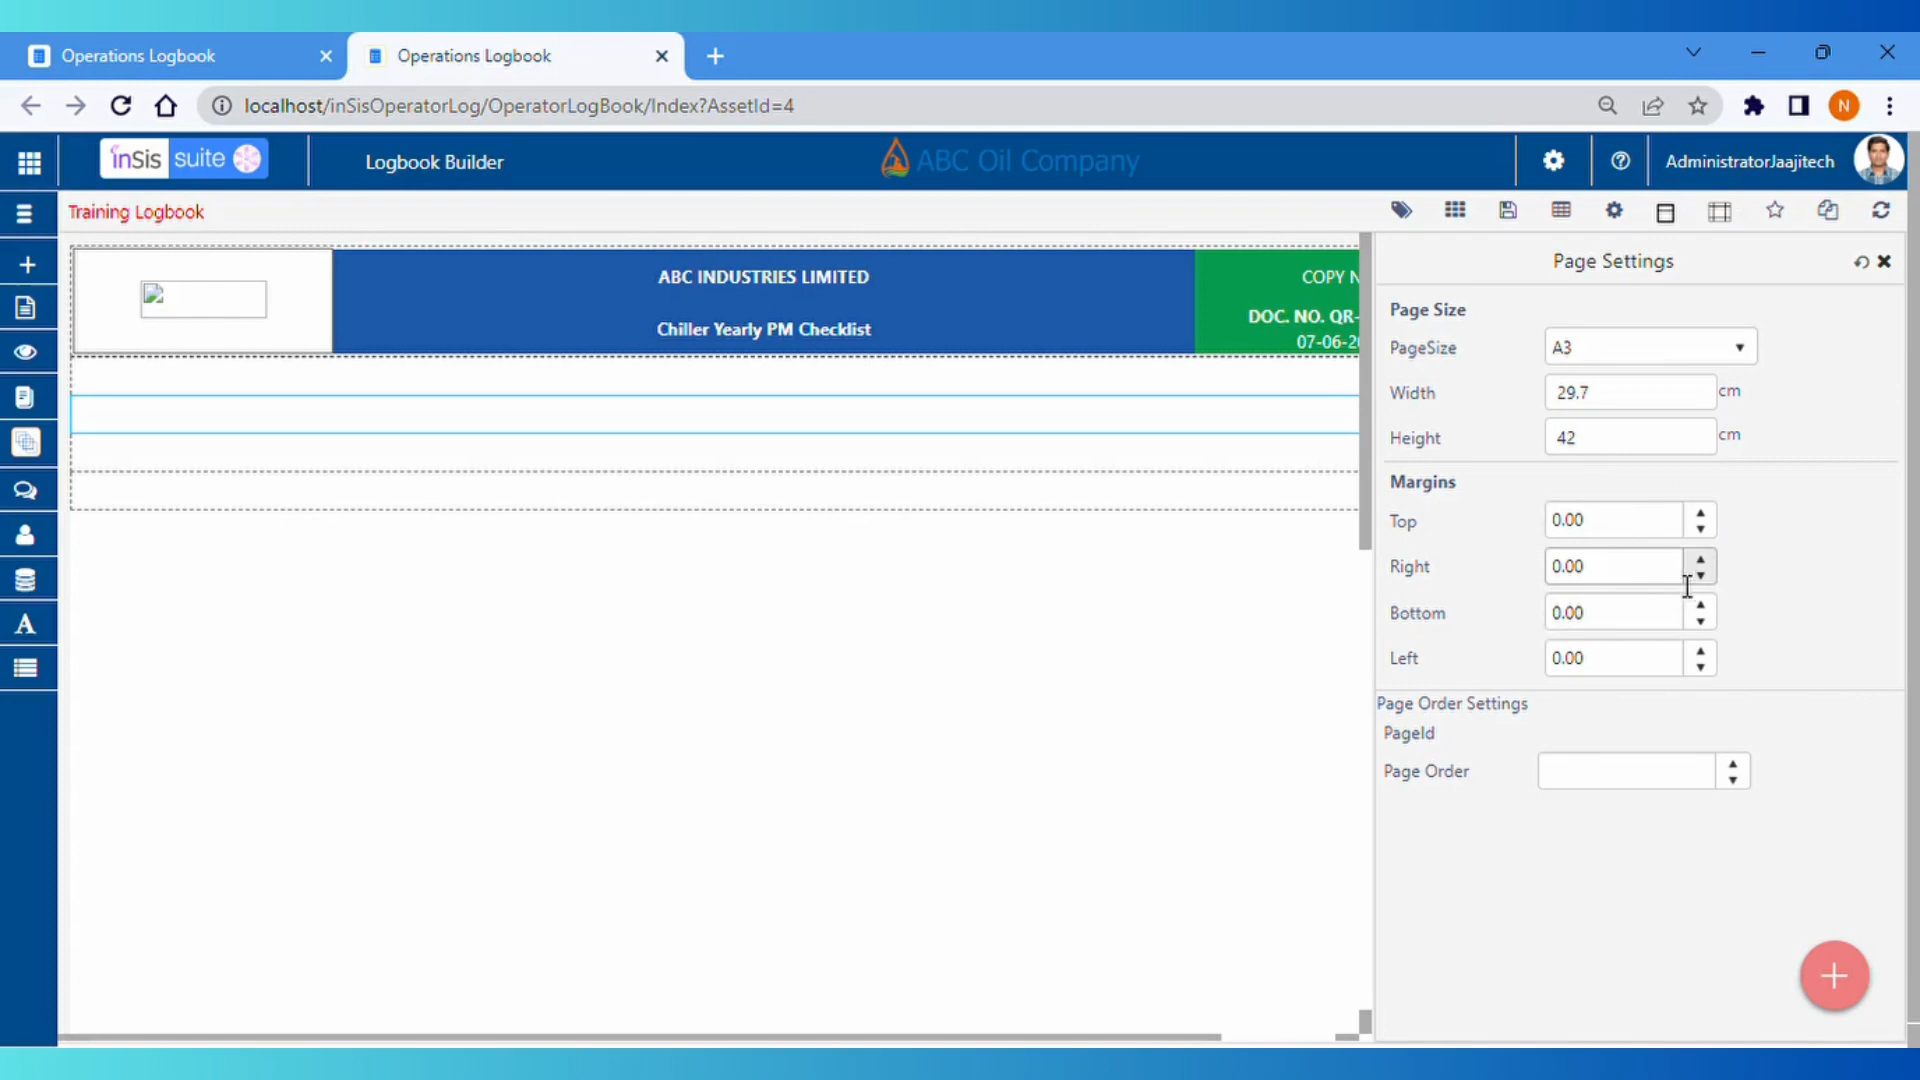 Operations Logbook
Operations Logbook
localhost/inSisOperatorLog/OperatorLogBook/Index?AssetId=4
N
inSis suite
Logbook Builder
ABC Oil Company
AdministratorJaajitech
Training Logbook
ABC INDUSTRIES LIMITED
Chiller Yearly PM Checklist
COPY N
DOC. NO. QR-
07-06-2
Page Settings
Page Size
PageSize A3
Width 29.7 cm
Height 42 cm
Margins
Top 0.00
Right 0.00
Bottom 0.00
Left 0.00
Page Order Settings
PageId
Page Order